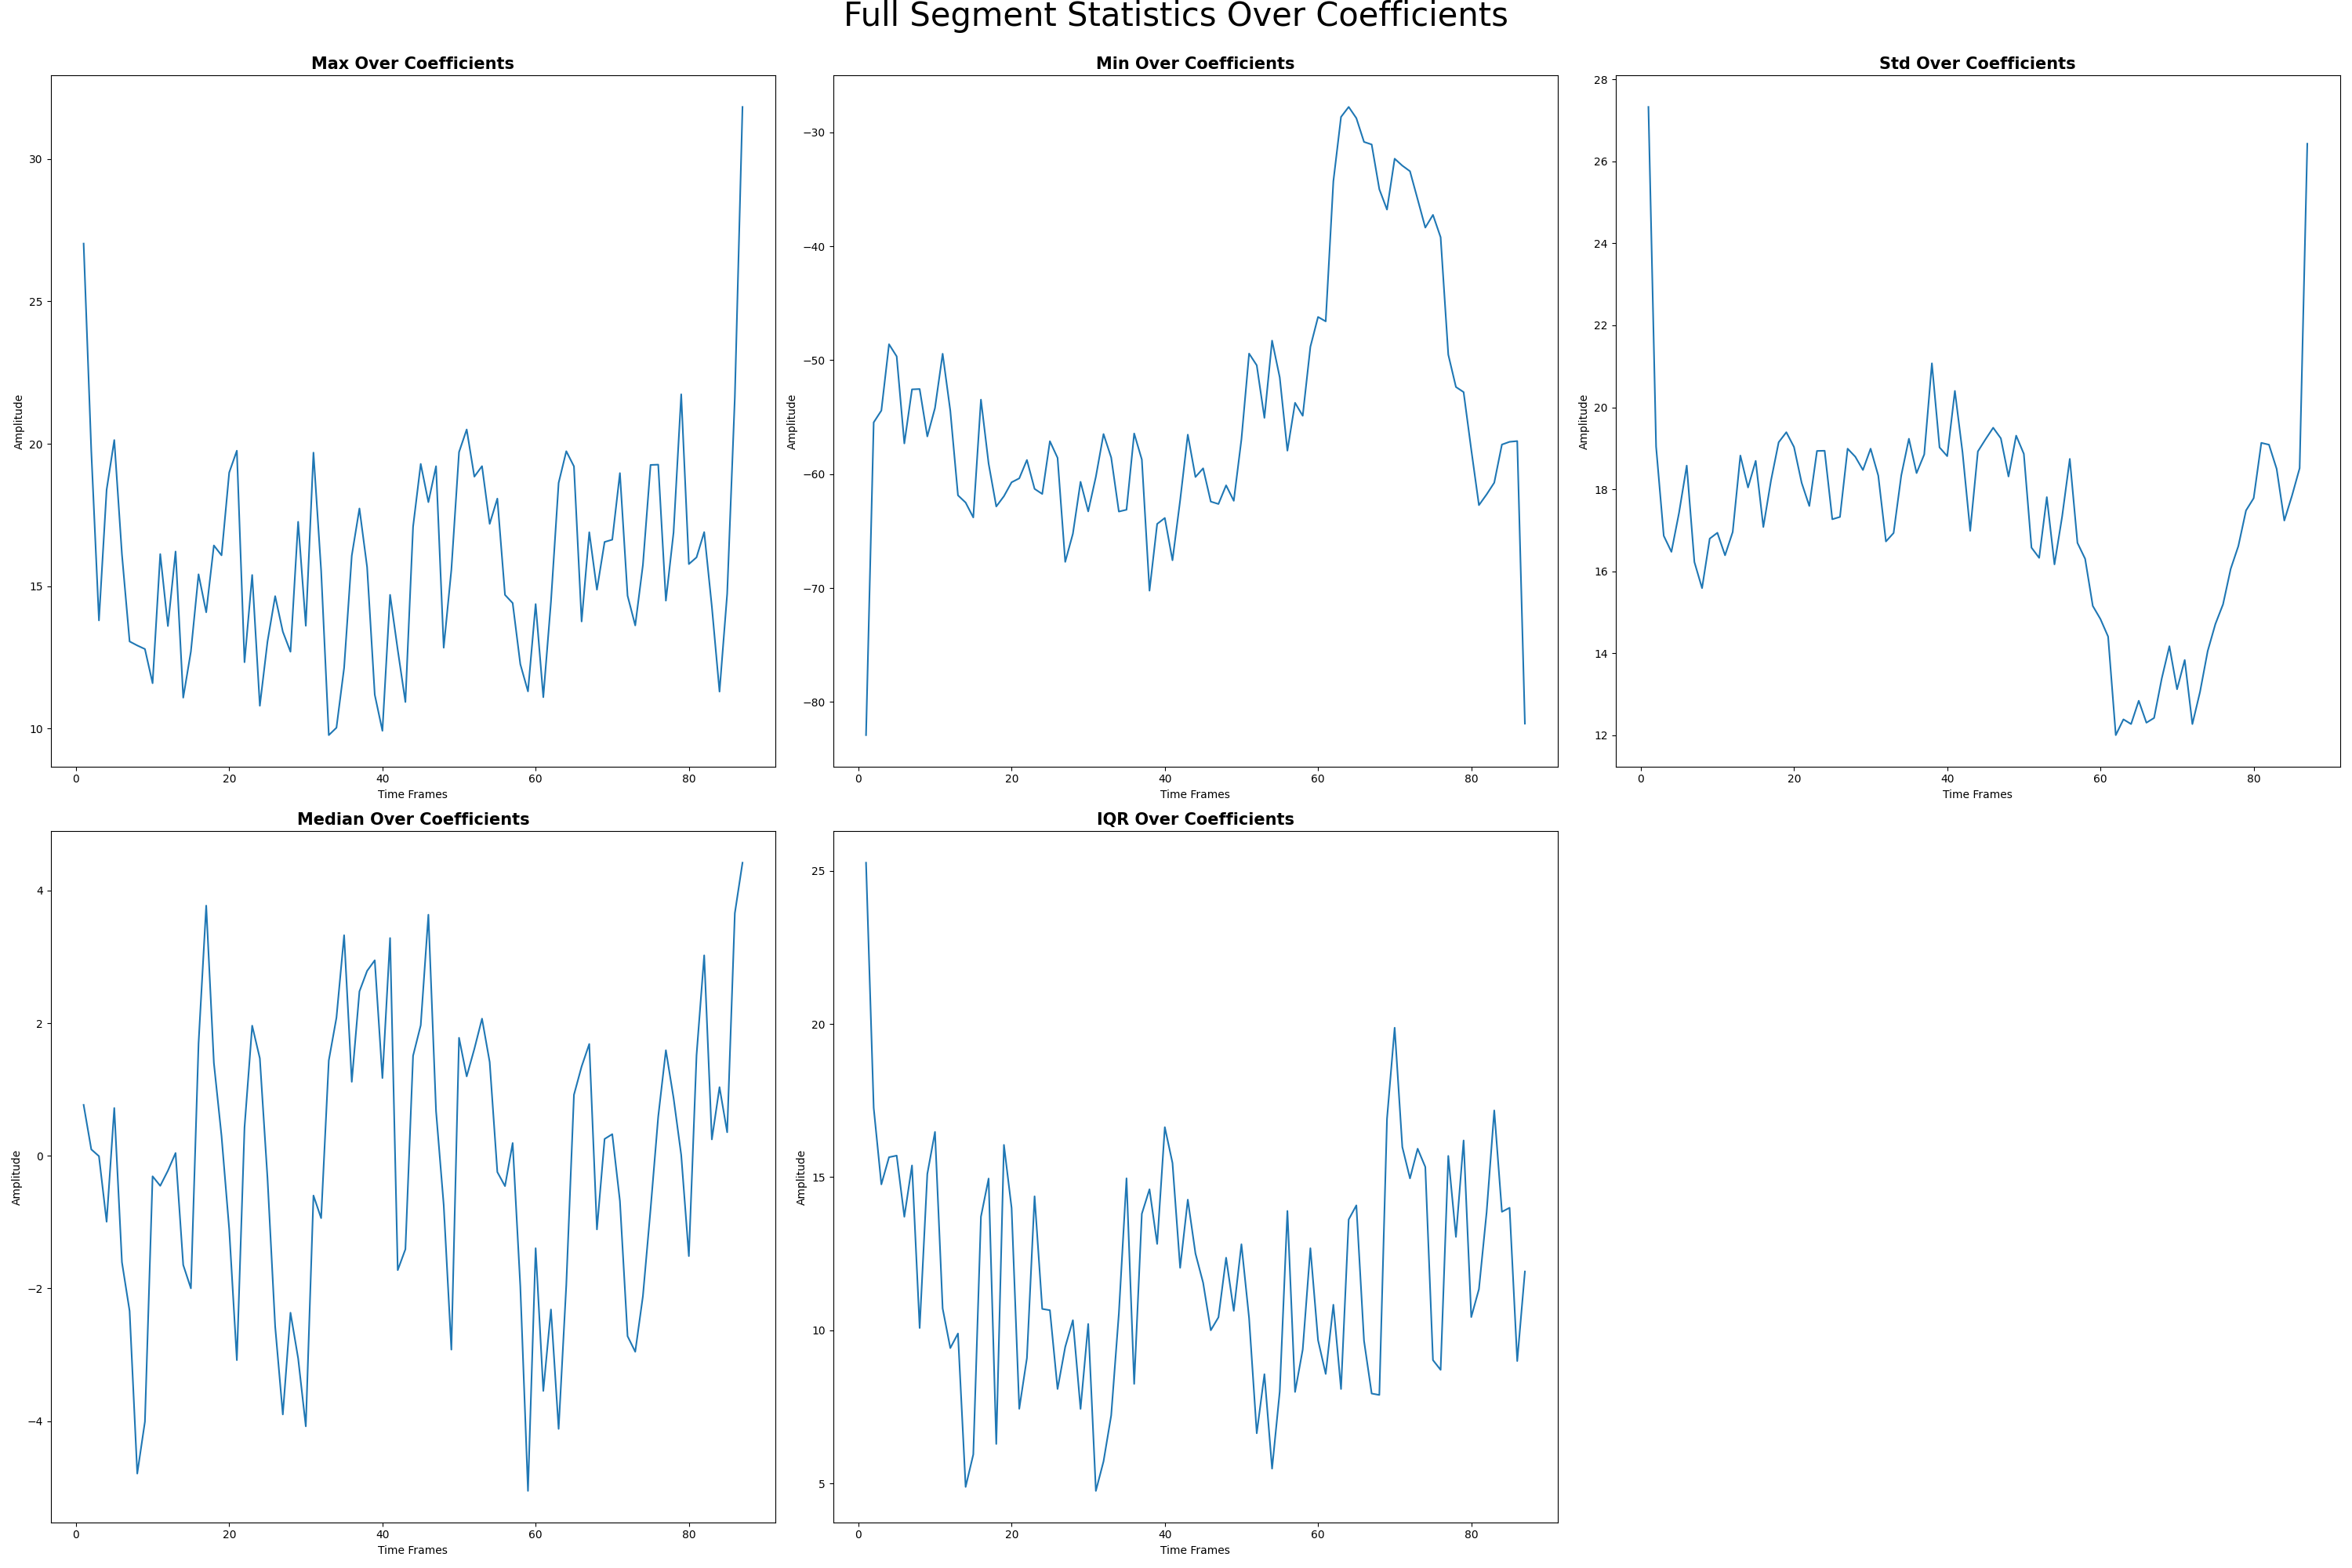 Full Segment Statistics Over Coefficients
Max Over Coefficients
Amplitude
30
25
20
15
10
0 20 40 60 80
Time Frames
Min Over Coefficients
Amplitude
−30
−40
−50
−60
−70
−80
0 20 40 60 80
Time Frames
Std Over Coefficients
Amplitude
28
26
24
22
20
18
16
14
12
0 20 40 60 80
Time Frames
Median Over Coefficients
Amplitude
4
2
0
−2
−4
0 20 40 60 80
Time Frames
IQR Over Coefficients
Amplitude
25
20
15
10
5
0 20 40 60 80
Time Frames